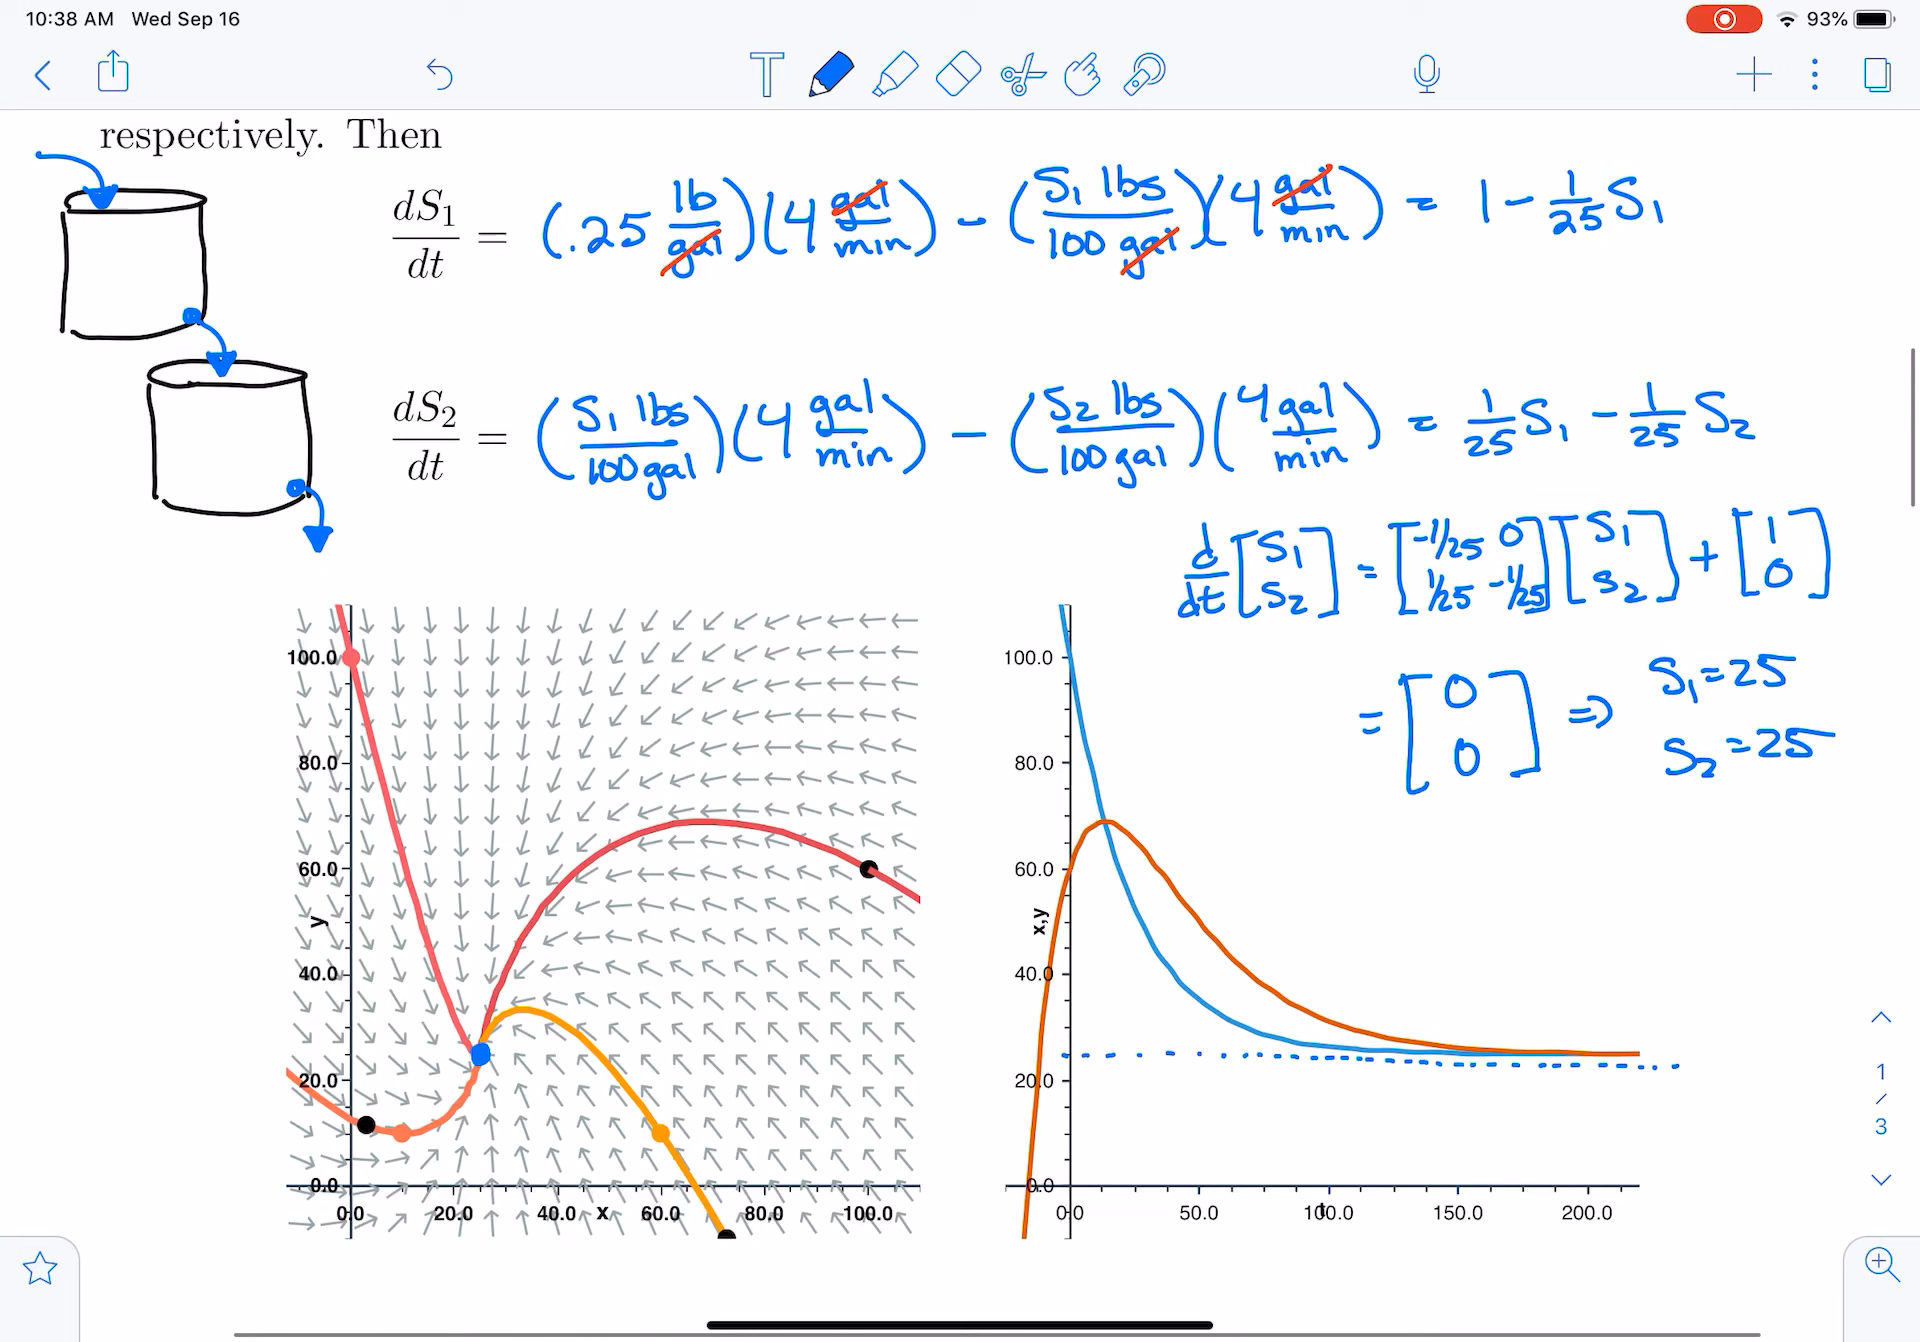 10:38 AM Wed Sep 16
93%
T
respectively. Then
dS₁/dt = (.25 lb/gal)(4 gal/min) - (S₁ lbs/100 gal)(4 gal/min) = 1 - 1/25 S₁
dS₂/dt = (S₁ lbs/100 gal)(4 gal/min) - (S₂ lbs/100 gal)(4 gal/min) = 1/25 S₁ - 1/25 S₂
d/dt [S₁ S₂] = [-1/25 0 1/25 -1/25] [S₁ S₂] + [1 0]
= [0 0] ⇒ S₁ = 25
S₂ = 25
100.0
80.0
60.0
y
40.0
20.0
0.0
0.0 20.0 40.0 x 60.0 80.0 100.0
100.0
80.0
60.0
x,y
40.0
20.0
0.0
0.0 50.0 100.0 150.0 200.0
t
1
/
3